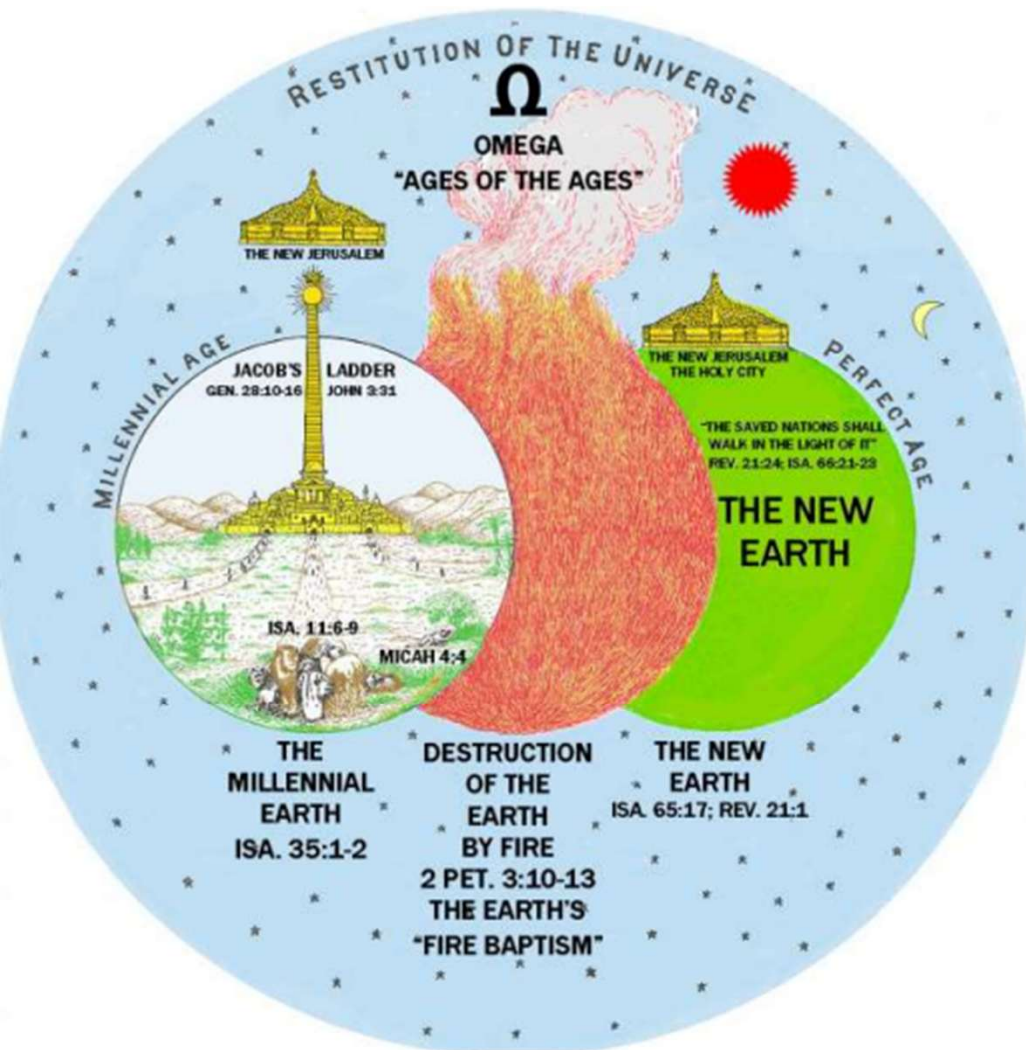 RESTITUTION OF THE UNIVERSE
Ω
OMEGA
"AGES OF THE AGES"
THE NEW JERUSALEM
MILLENNIAL AGE
JACOB'S LADDER
GEN. 28:10-16 JOHN 3:31
ISA. 11:6-9
MICAH 4:4
THE NEW JERUSALEM
THE HOLY CITY
PERFECT AGE
"THE SAVED NATIONS SHALL
WALK IN THE LIGHT OF IT"
REV. 21:24; ISA. 66:21-23
THE NEW
EARTH
THE
MILLENNIAL
EARTH
ISA. 35:1-2
DESTRUCTION
OF THE
EARTH
BY FIRE
2 PET. 3:10-13
THE EARTH'S
"FIRE BAPTISM"
THE NEW
EARTH
ISA. 65:17; REV. 21:1